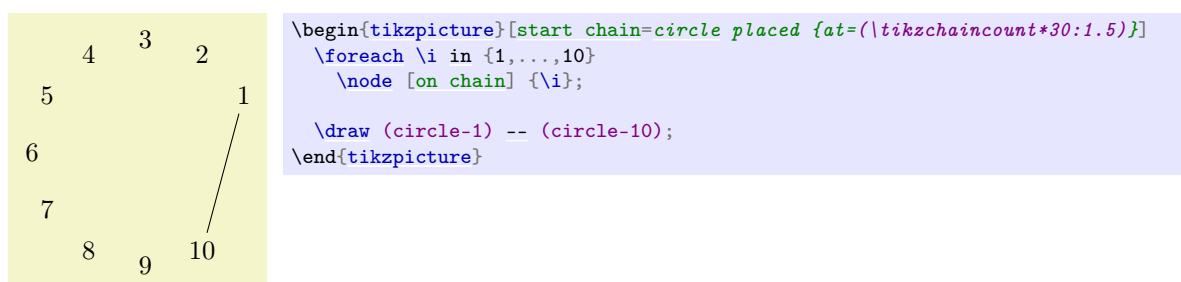 3
4 2
5 1
6
7
8 10
9
\begin{tikzpicture}[start chain=circle placed {at=(\tikzchaincount*30:1.5)}]
  \foreach \i in {1,...,10}
    \node [on chain] {\i};

  \draw (circle-1) -- (circle-10);
\end{tikzpicture}